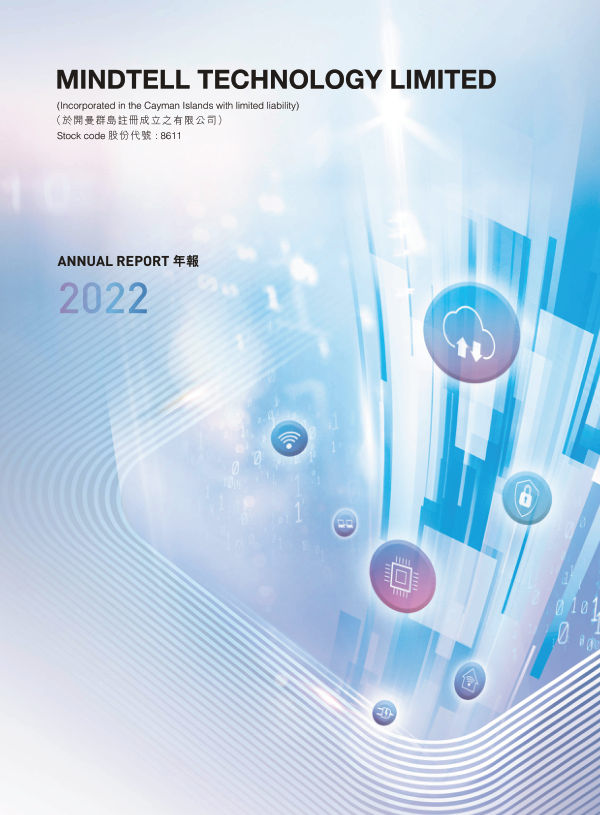 MINDTELL TECHNOLOGY LIMITED
(Incorporated in the Cayman Islands with limited liability)
（於開曼群島註冊成立之有限公司）
Stock code 股份代號 : 8611
ANNUAL REPORT 年報
2022